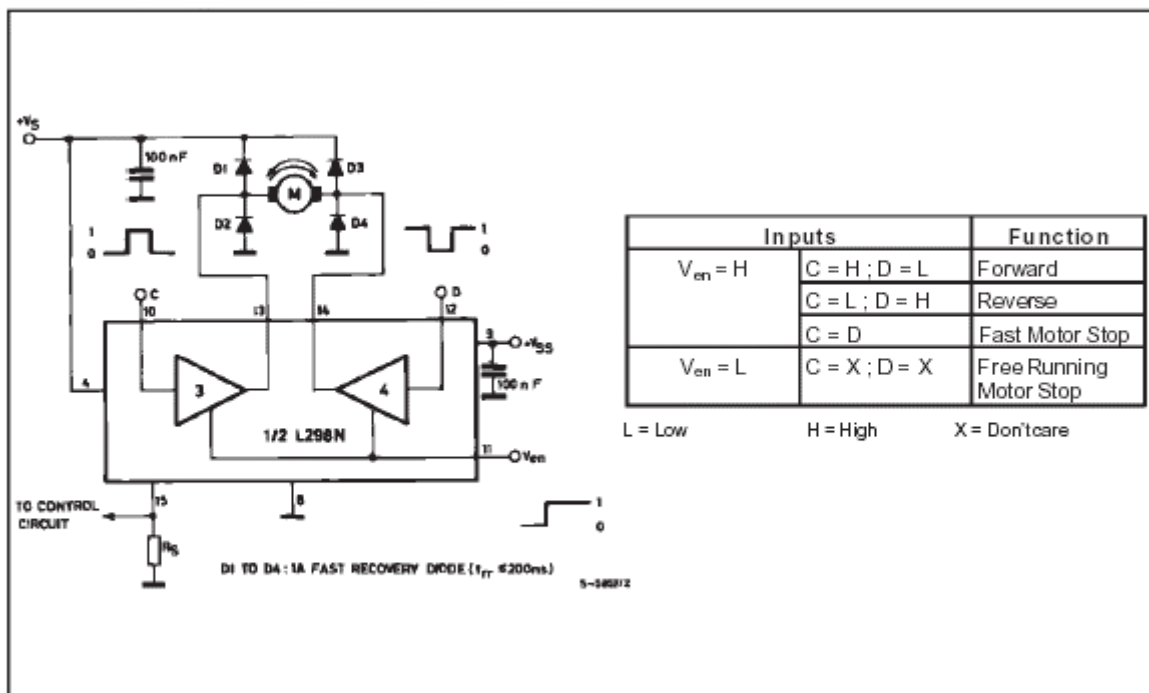 +Vs
100nF
D1
D3
M
D2
D4
1
0
1
0
C
D
10
13
14
12
9
+Vss
100nF
4
3
4
1/2 L298N
11
Ven
15
8
TO CONTROL
CIRCUIT
Rs
1
0
D1 TO D4 : 1A FAST RECOVERY DIODE (trr ≤200ns)
Inputs Function
Ven = H C = H ; D = L Forward
C = L ; D = H Reverse
C = D Fast Motor Stop
Ven = L C = X ; D = X Free Running
Motor Stop
L = Low H = High X = Don'tcare